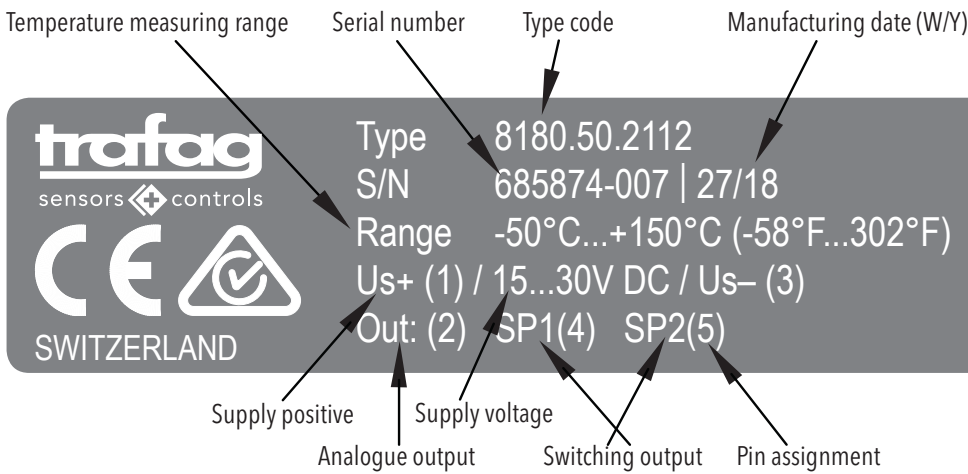 Temperature measuring range Serial number Type code Manufacturing date (W/Y)
trafag
sensors controls
Type 8180.50.2112
S/N 685874-007 | 27/18
Range -50°C...+150°C (-58°F...302°F)
Us+ (1) / 15...30V DC / Us– (3)
Out: (2) SP1(4) SP2(5)
CE
SWITZERLAND
Supply positive Supply voltage
Analogue output Switching output Pin assignment